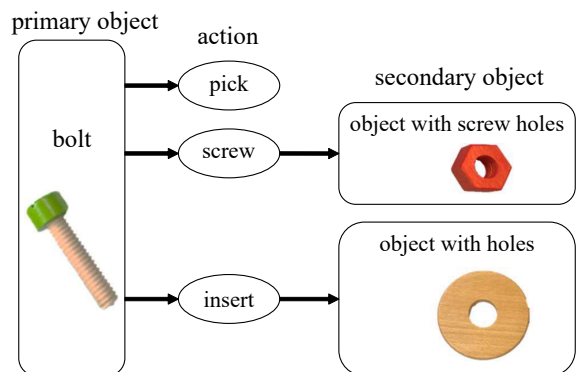 primary object
action
secondary object
bolt
pick
screw
insert
object with screw holes
object with holes